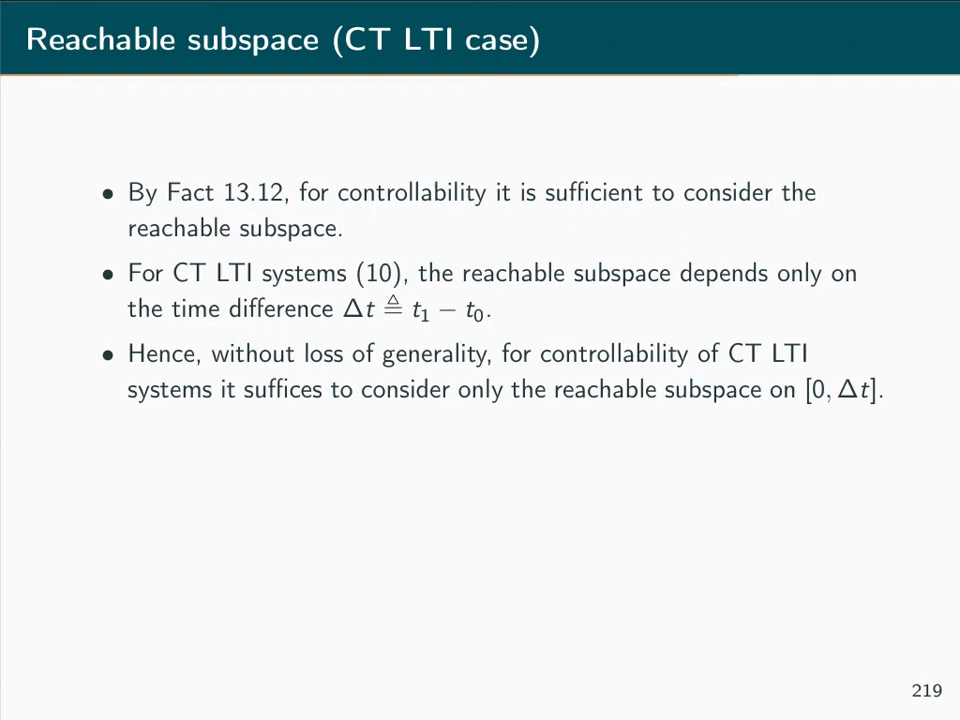 Reachable subspace (CT LTI case)
• By Fact 13.12, for controllability it is sufficient to consider the
reachable subspace.
• For CT LTI systems (10), the reachable subspace depends only on
the time difference Δt ≜ t₁ − t₀.
• Hence, without loss of generality, for controllability of CT LTI
systems it suffices to consider only the reachable subspace on [0, Δt].
219